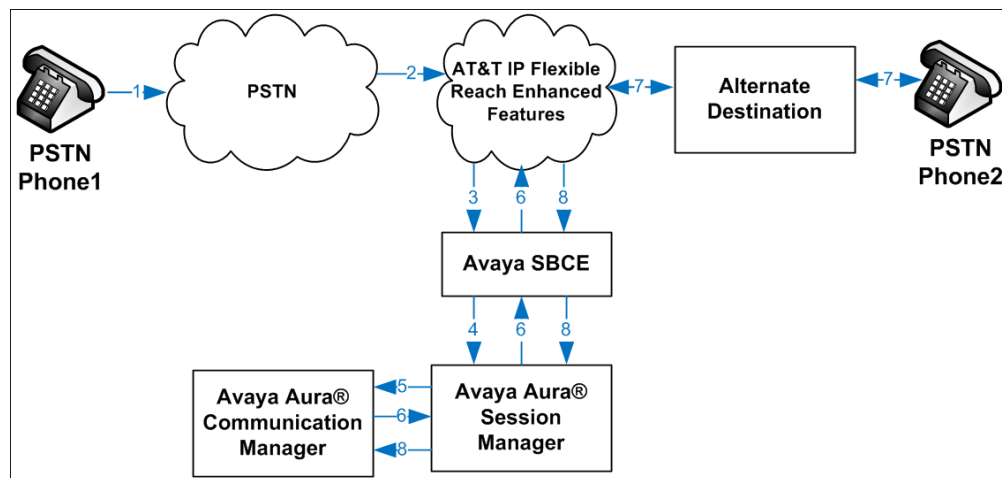 PSTN
Phone1
1
PSTN
2
AT&T IP Flexible
Reach Enhanced
Features
7
Alternate
Destination
7
PSTN
Phone2
3
6
8
Avaya SBCE
4
6
8
Avaya Aura®
Communication
Manager
5
6
8
Avaya Aura®
Session
Manager